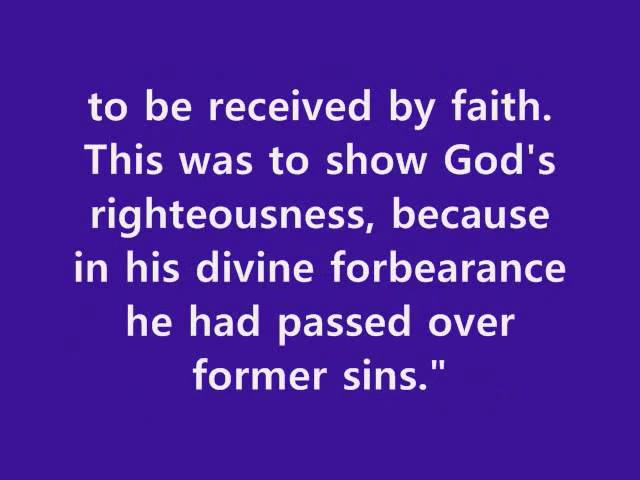 to be received by faith.
This was to show God's
righteousness, because
in his divine forbearance
he had passed over
former sins."